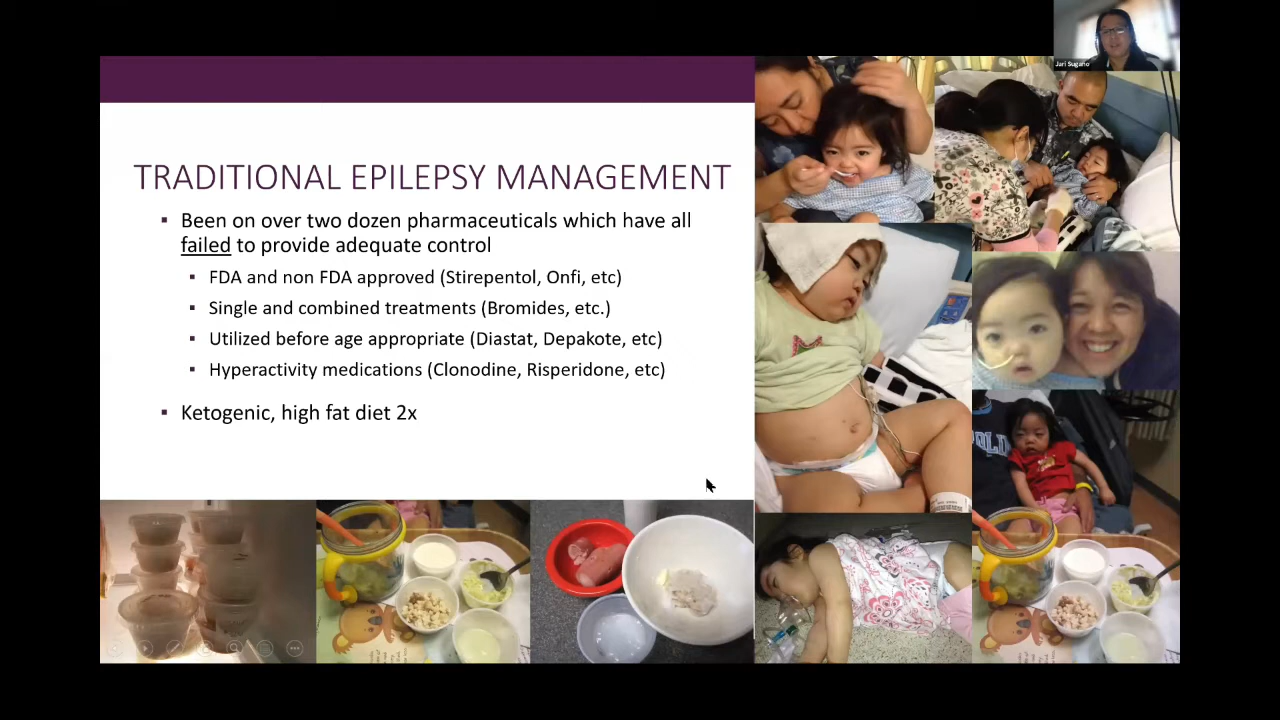 Jari Sugano
TRADITIONAL EPILEPSY MANAGEMENT
▪ Been on over two dozen pharmaceuticals which have all
failed to provide adequate control
▪ FDA and non FDA approved (Stirepentol, Onfi, etc)
▪ Single and combined treatments (Bromides, etc.)
▪ Utilized before age appropriate (Diastat, Depakote, etc)
▪ Hyperactivity medications (Clonodine, Risperidone, etc)
▪ Ketogenic, high fat diet 2x